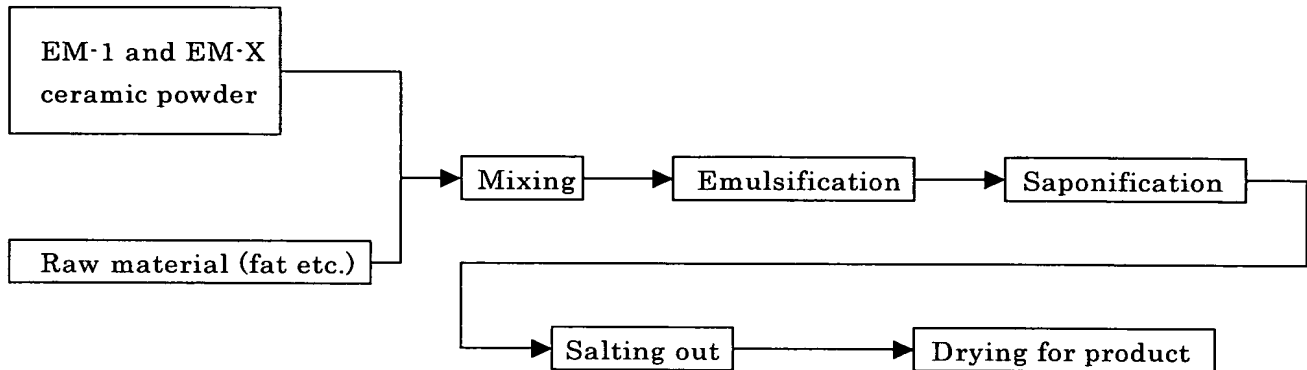 EM-1 and EM-X
ceramic powder
Mixing
Emulsification
Saponification
Raw material (fat etc.)
Salting out
Drying for product